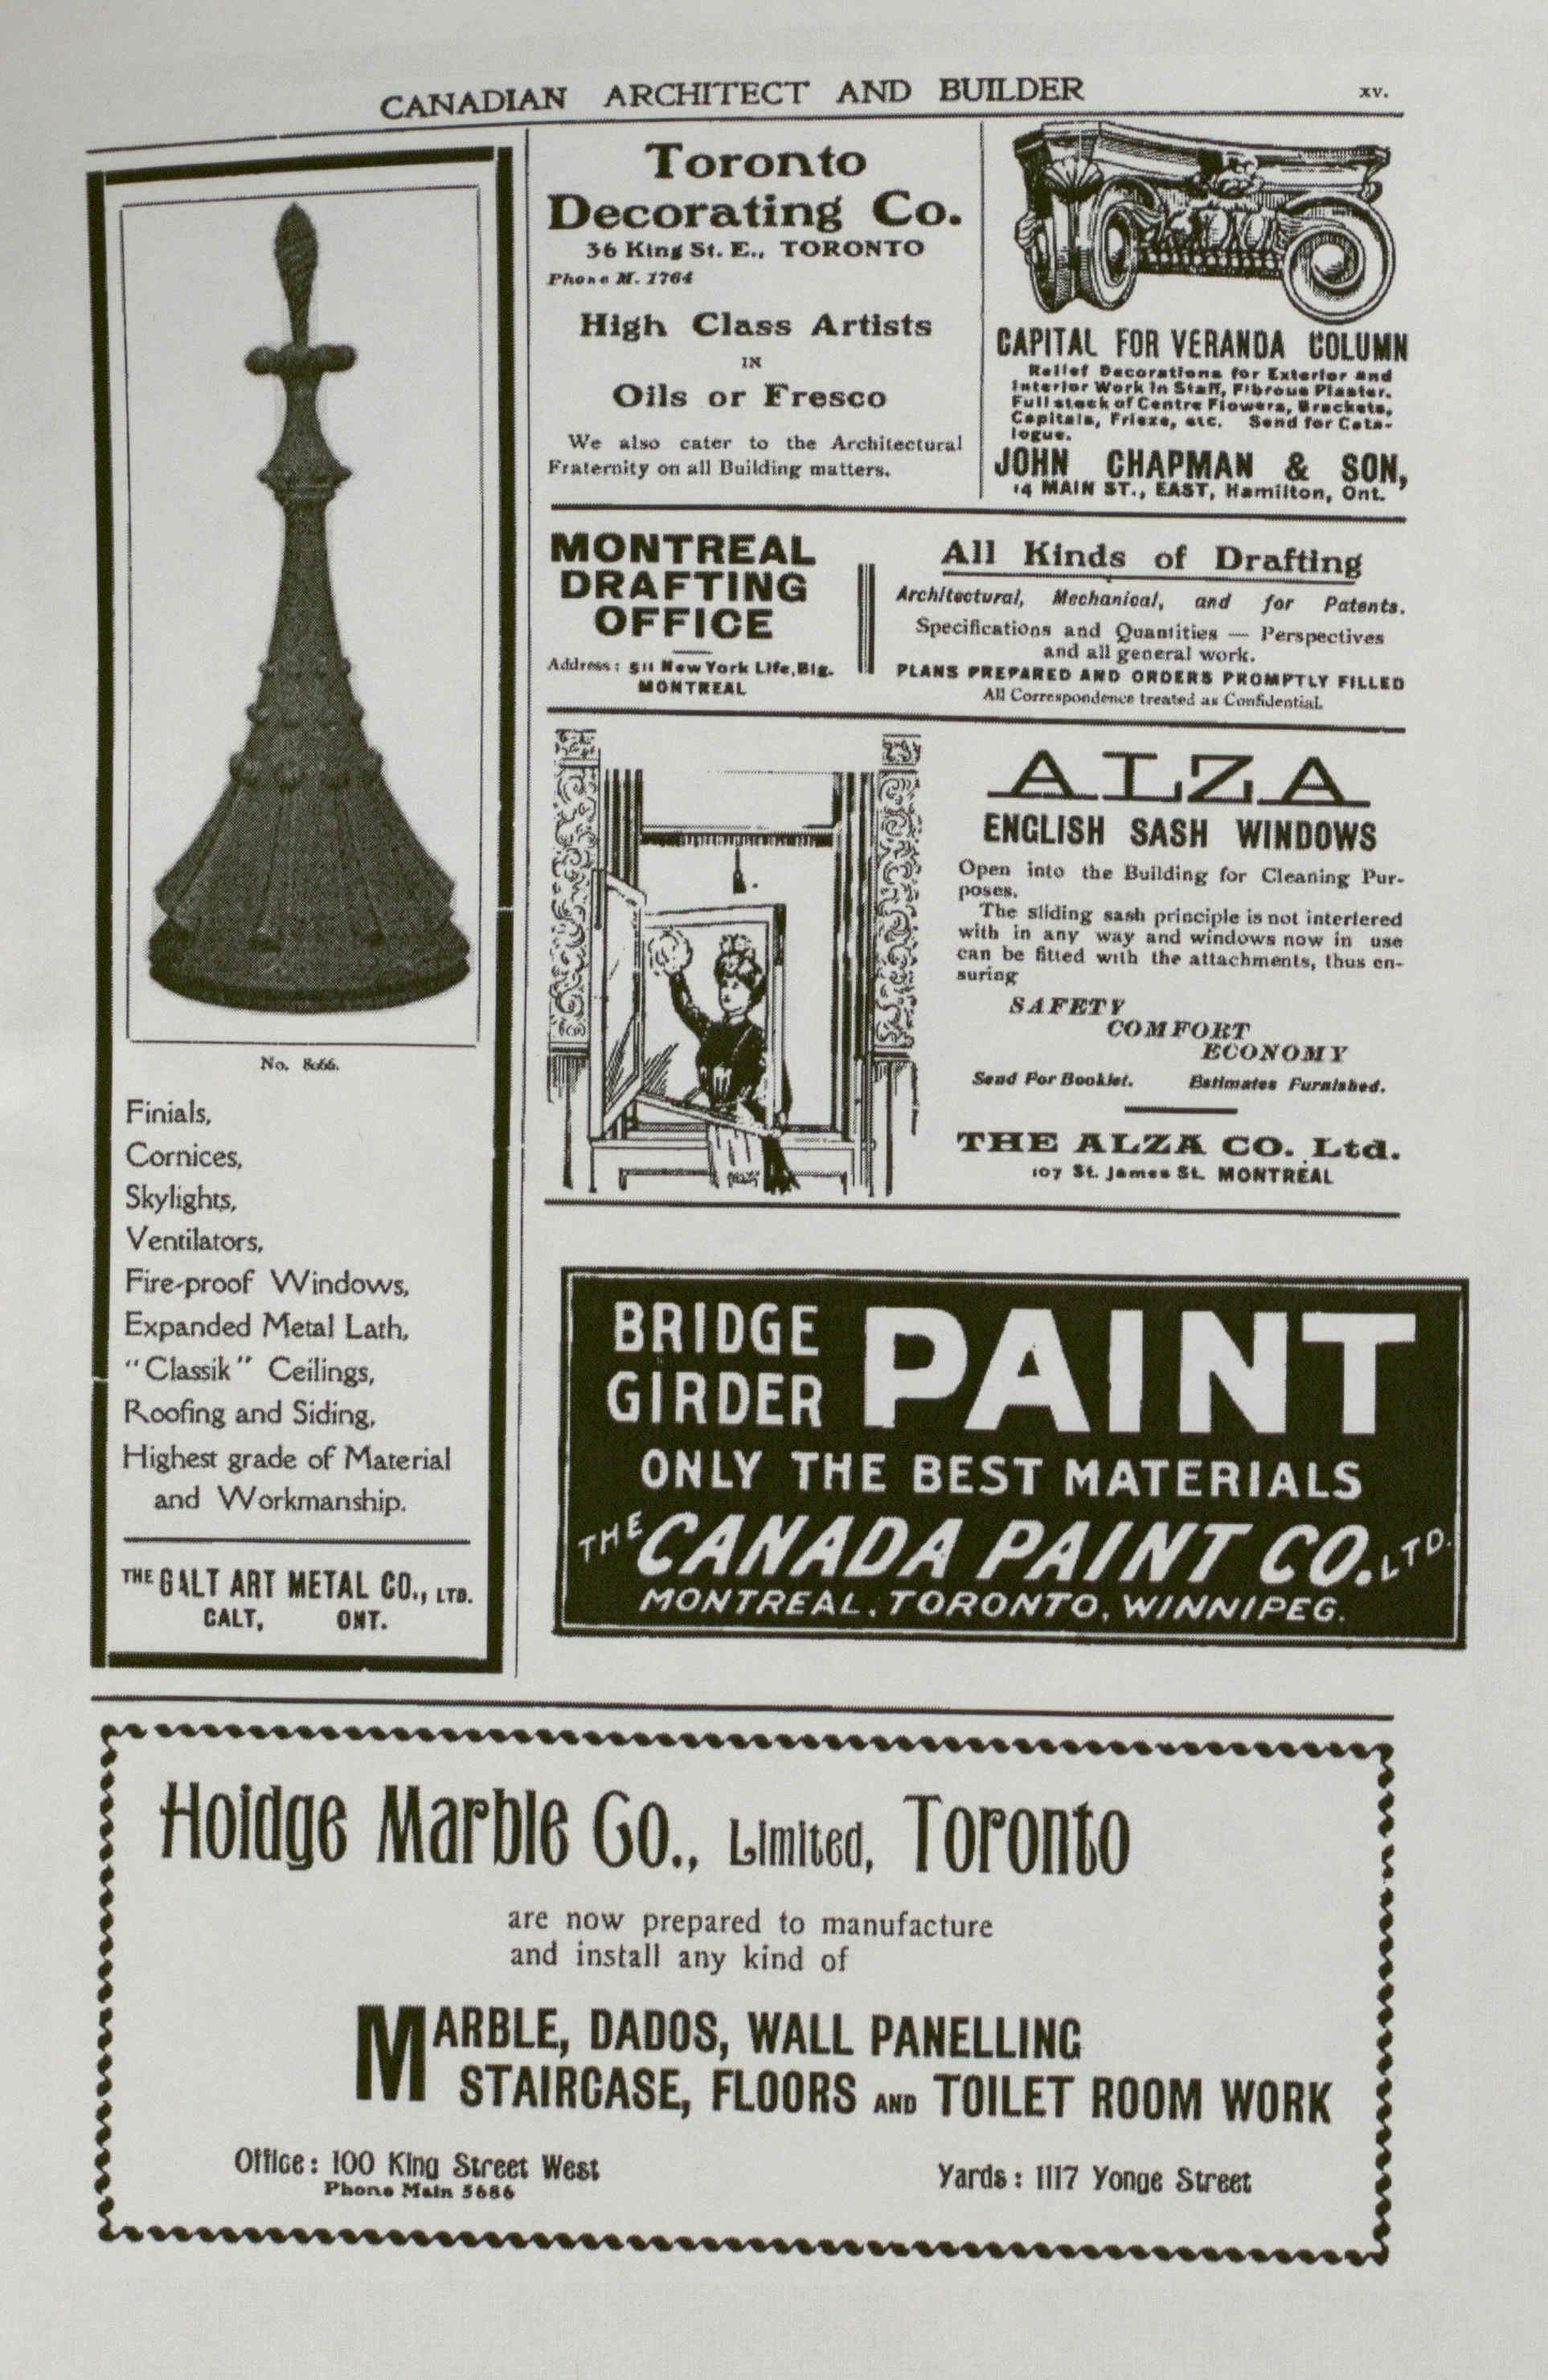 CANADIAN ARCHITECT AND BUILDER xv.
No. 8066.
Finials,
Cornices,
Skylights,
Ventilators,
Fire-proof Windows,
Expanded Metal Lath,
"Classik" Ceilings,
Roofing and Siding,
Highest grade of Material
and Workmanship.
THE GALT ART METAL CO., LTD.
GALT, ONT.
Toronto
Decorating Co.
36 King St. E., TORONTO
Phone M. 1764
High Class Artists
IN
Oils or Fresco
We also cater to the Architectural
Fraternity on all Building matters.
CAPITAL FOR VERANDA COLUMN
Relief Decorations for Exterior and
Interior Work in Staff, Fibrous Plaster.
Full stock of Centre Flowers, Brackets,
Capitals, Frieze, etc. Send for Cata-
logue.
JOHN CHAPMAN & SON,
14 MAIN ST., EAST, Hamilton, Ont.
MONTREAL
DRAFTING
OFFICE
Address: 511 New York Life, Blg.
MONTREAL
All Kinds of Drafting
Architectural, Mechanical, and for Patents.
Specifications and Quantities — Perspectives
and all general work.
PLANS PREPARED AND ORDERS PROMPTLY FILLED
All Correspondence treated as Confidential.
ALZA
ENGLISH SASH WINDOWS
Open into the Building for Cleaning Pur-
poses.
The sliding sash principle is not interfered
with in any way and windows now in use
can be fitted with the attachments, thus en-
suring
SAFETY
COMFORT
ECONOMY
Send For Booklet. Estimates Furnished.
THE ALZA CO. Ltd.
107 St. James St. MONTREAL
BRIDGE
GIRDER
PAINT
ONLY THE BEST MATERIALS
THE CANADA PAINT CO. LTD.
MONTREAL, TORONTO, WINNIPEG.
Hoidge Marble Co., Limited, Toronto
are now prepared to manufacture
and install any kind of
MARBLE, DADOS, WALL PANELLING
STAIRCASE, FLOORS AND TOILET ROOM WORK
Office: 100 King Street West
Phone Main 5686
Yards: 1117 Yonge Street